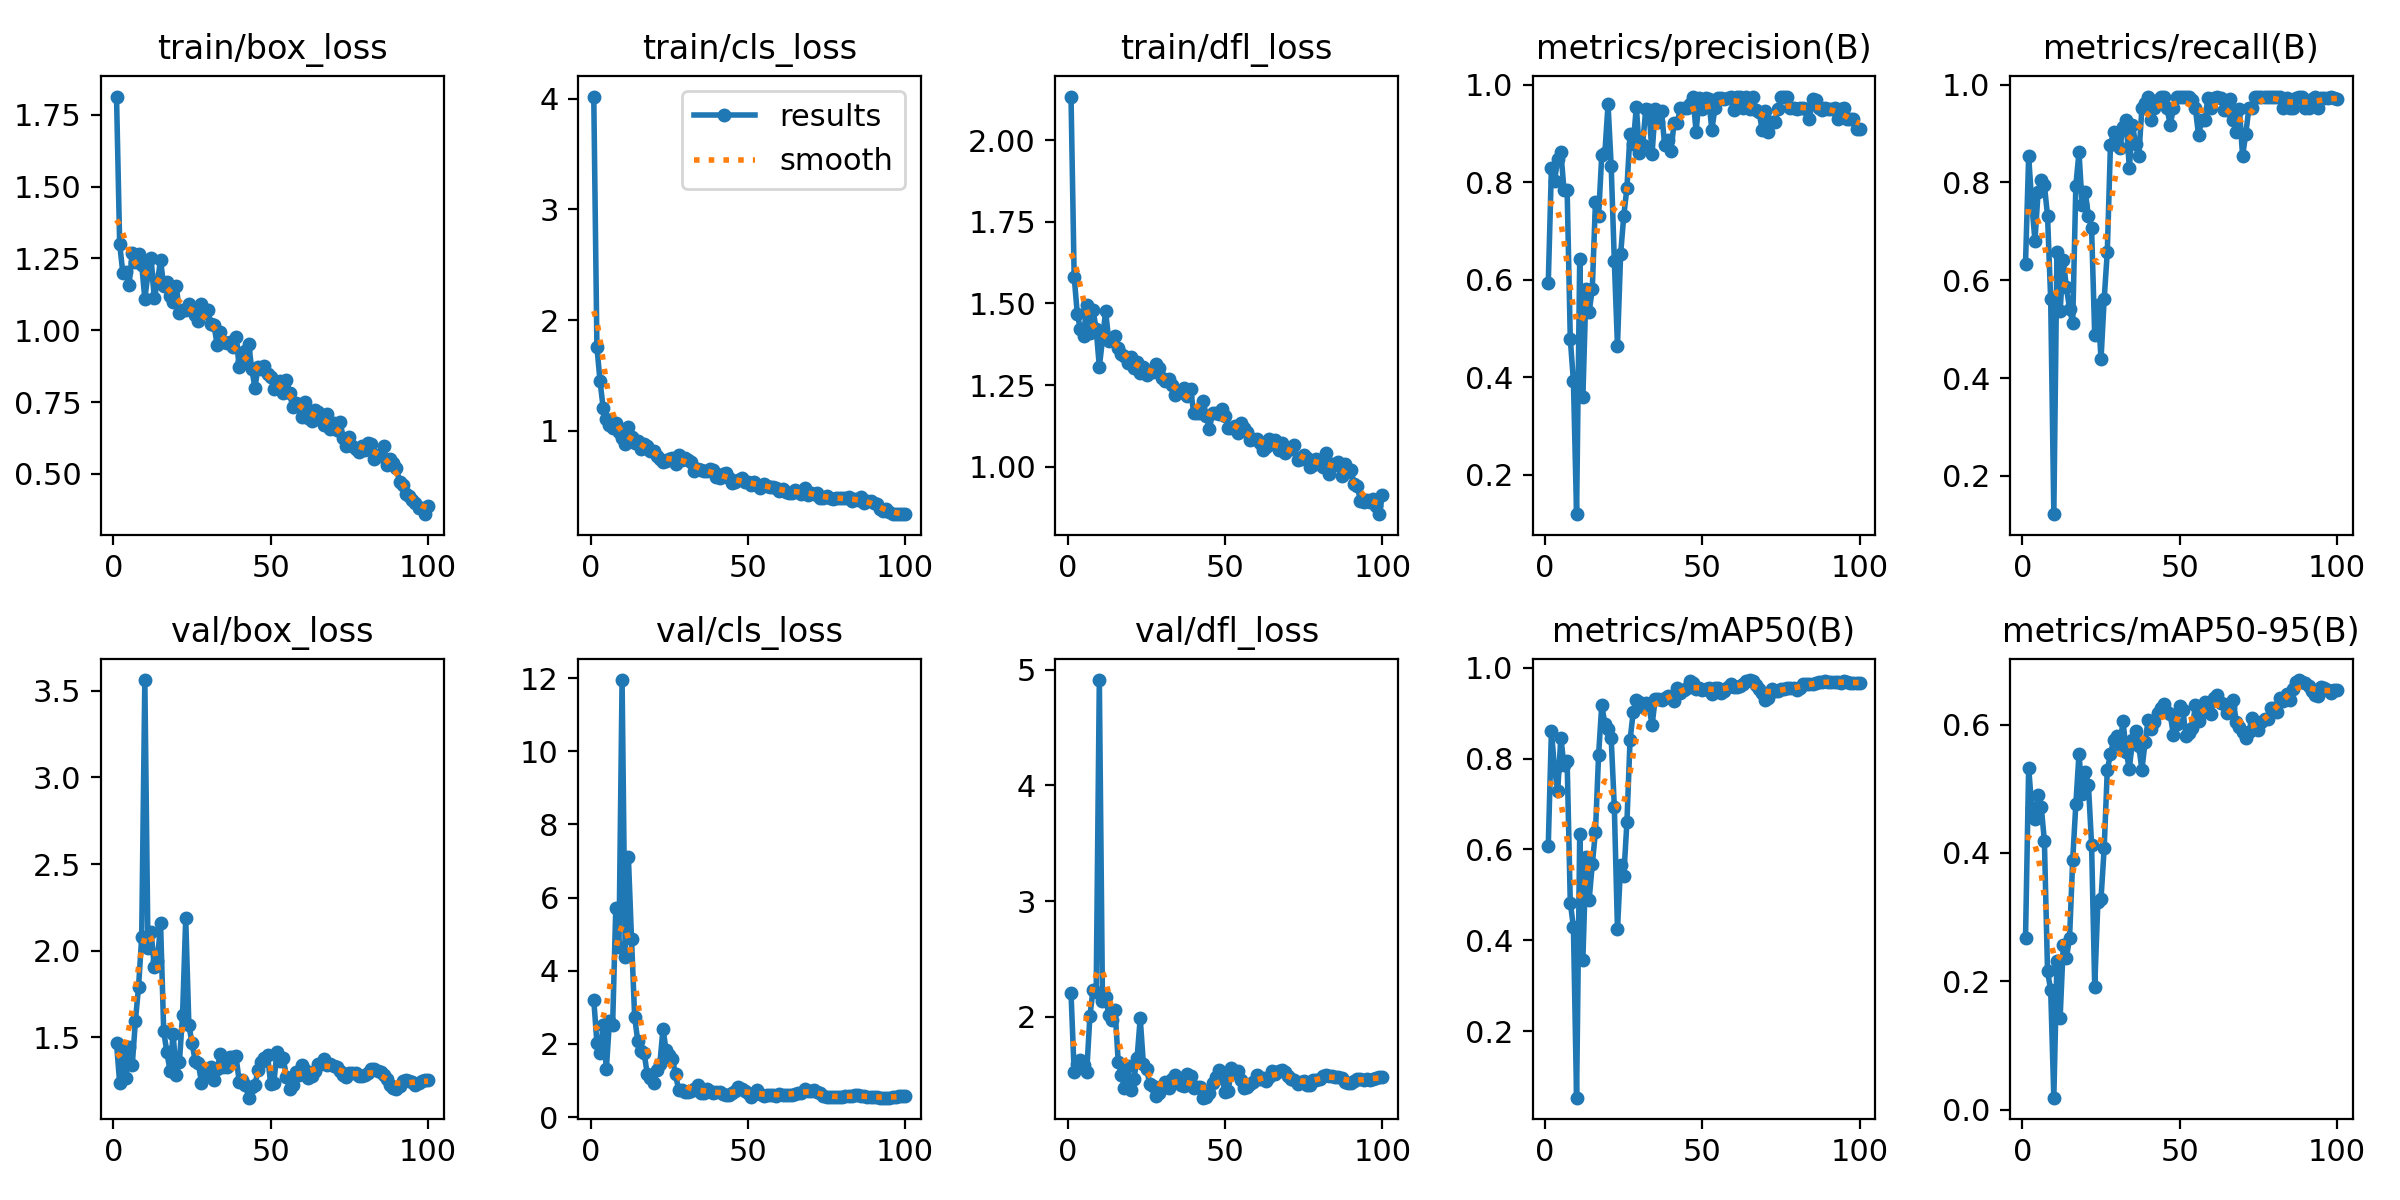 train/box_loss
1.75
1.50
1.25
1.00
0.75
0.50
0 50 100
train/cls_loss
results
smooth
4
3
2
1
0 50 100
train/dfl_loss
2.00
1.75
1.50
1.25
1.00
0 50 100
metrics/precision(B)
1.0
0.8
0.6
0.4
0.2
0 50 100
metrics/recall(B)
1.0
0.8
0.6
0.4
0.2
0 50 100
val/box_loss
3.5
3.0
2.5
2.0
1.5
0 50 100
val/cls_loss
12
10
8
6
4
2
0
0 50 100
val/dfl_loss
5
4
3
2
0 50 100
metrics/mAP50(B)
1.0
0.8
0.6
0.4
0.2
0 50 100
metrics/mAP50-95(B)
0.6
0.4
0.2
0.0
0 50 100